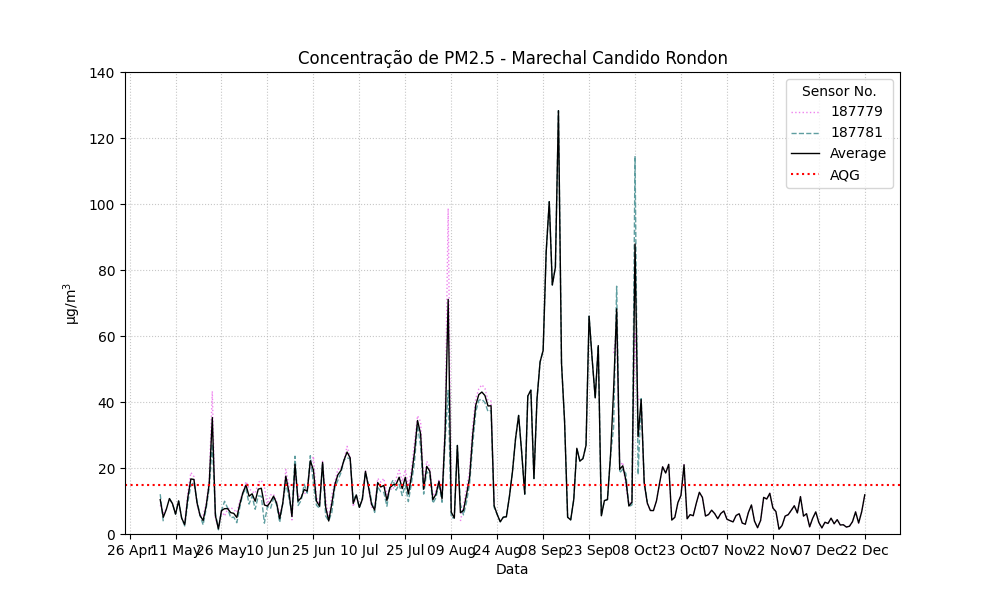 Concentração de PM2.5 - Marechal Candido Rondon
Sensor No.
187779
187781
Average
AQG
140
120
100
80
60
40
20
0
µg/m³
26 Apr 11 May 26 May 10 Jun 25 Jun 10 Jul 25 Jul 09 Aug 24 Aug 08 Sep 23 Sep 08 Oct 23 Oct 07 Nov 22 Nov 07 Dec 22 Dec
Data